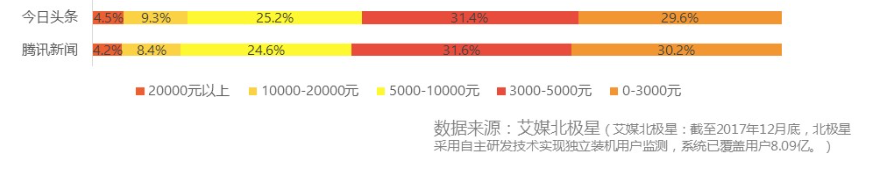 今日头条 4.5% 9.3% 25.2% 31.4% 29.6%
腾讯新闻 4.2% 8.4% 24.6% 31.6% 30.2%
20000元以上 10000-20000元 5000-10000元 3000-5000元 0-3000元
数据来源：艾媒北极星（艾媒北极星：截至2017年12月底，北极星
采用自主研发技术实现独立装机用户监测，系统已覆盖用户8.09亿。）